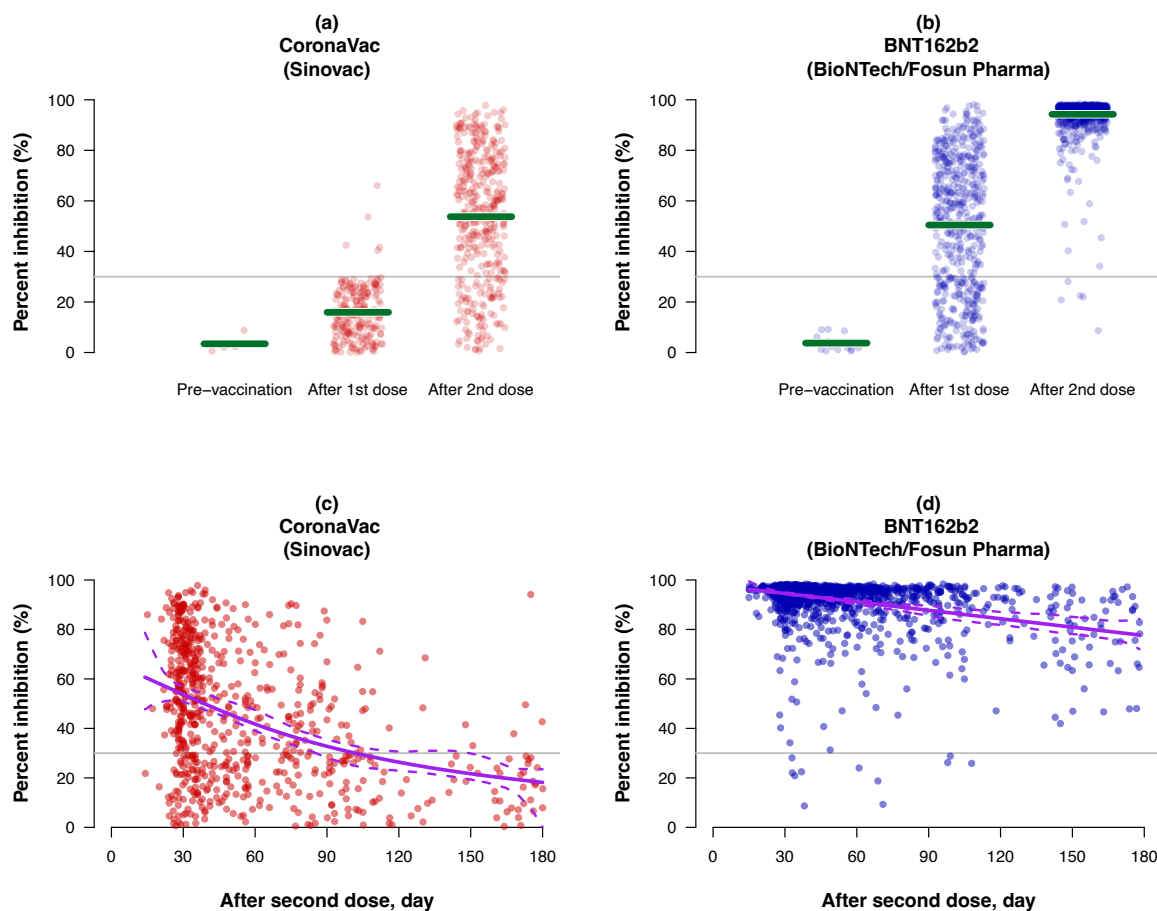 (a)
CoronaVac
(Sinovac)
Percent inhibition (%)
100
80
60
40
20
0
Pre−vaccination After 1st dose After 2nd dose
(b)
BNT162b2
(BioNTech/Fosun Pharma)
Percent inhibition (%)
100
80
60
40
20
0
Pre−vaccination After 1st dose After 2nd dose
(c)
CoronaVac
(Sinovac)
Percent inhibition (%)
100
80
60
40
20
0
0 30 60 90 120 150 180
After second dose, day
(d)
BNT162b2
(BioNTech/Fosun Pharma)
Percent inhibition (%)
100
80
60
40
20
0
0 30 60 90 120 150 180
After second dose, day